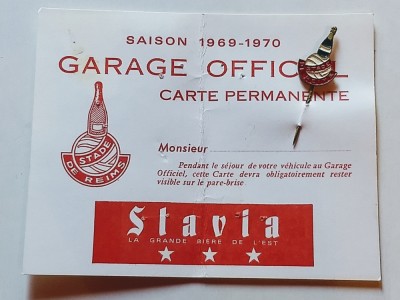 SAISON 1969-1970
GARAGE OFFICIEL
CARTE PERMANENTE
STADE
DE REIMS
Monsieur
Pendant le séjour de votre véhicule au Garage
Officiel, cette Carte devra obligatoirement rester
visible sur le pare-brise
Stavia
LA GRANDE BIÈRE DE L'EST